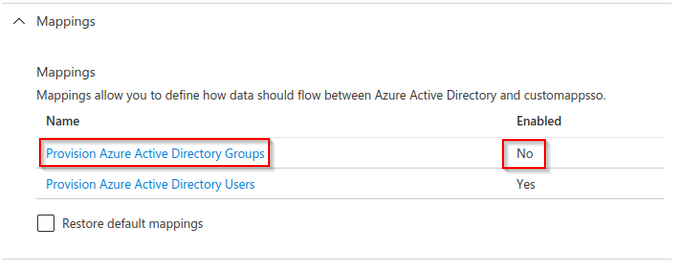 Mappings
Mappings
Mappings allow you to define how data should flow between Azure Active Directory and customappsso.
Name Enabled
Provision Azure Active Directory Groups No
Provision Azure Active Directory Users Yes
Restore default mappings